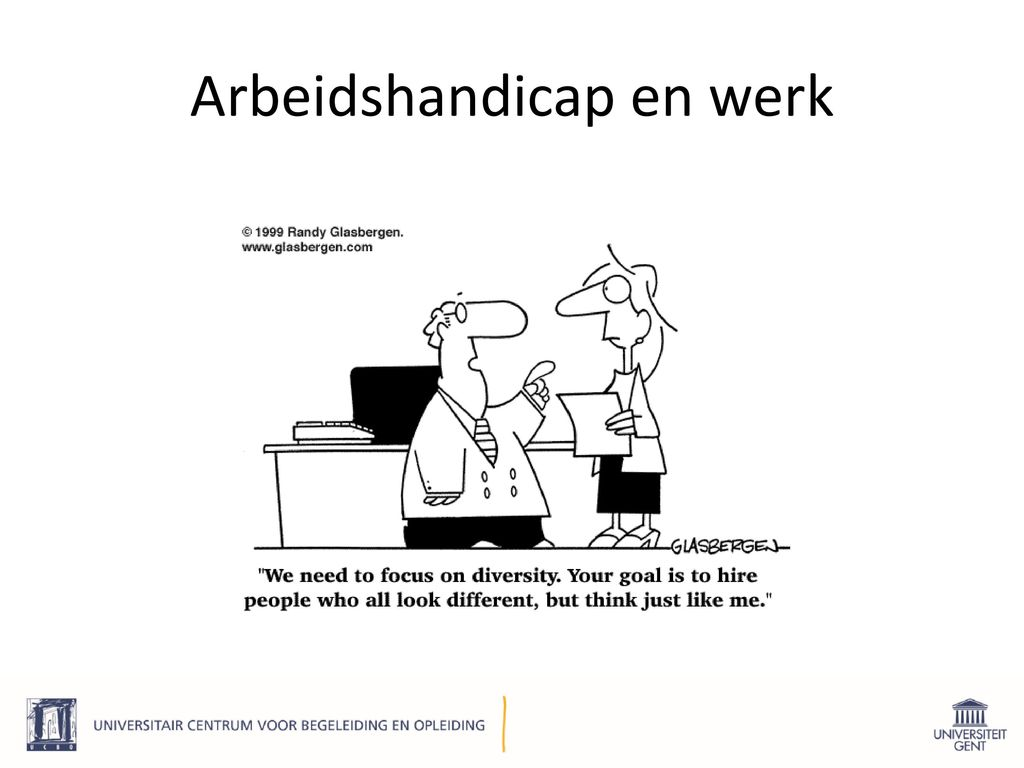 Arbeidshandicap en werk
© 1999 Randy Glasbergen.
www.glasbergen.com
GLASBERGEN
"We need to focus on diversity. Your goal is to hire
people who all look different, but think just like me."
UCBO
UNIVERSITAIR CENTRUM VOOR BEGELEIDING EN OPLEIDING
UNIVERSITEIT
GENT